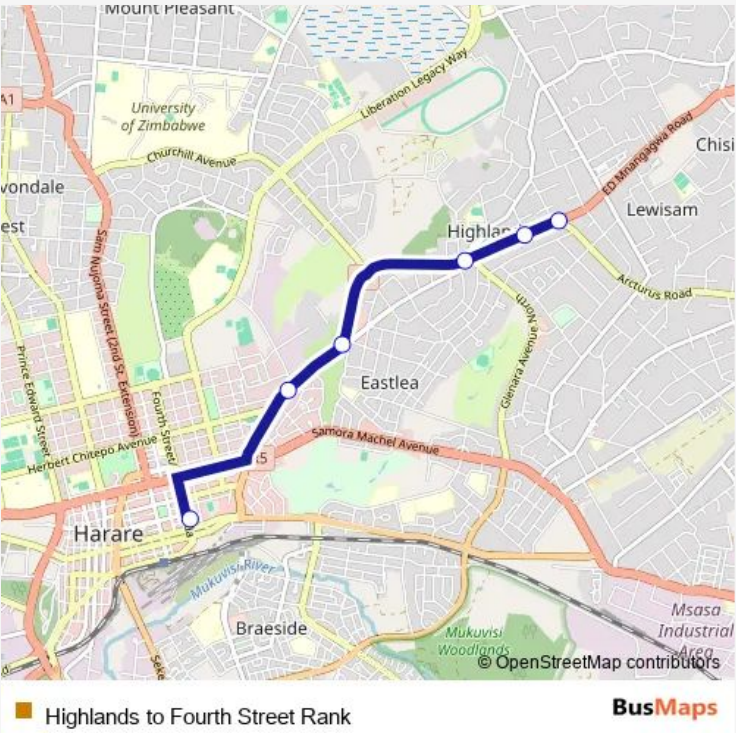 Mount Pleasant
Liberation Legacy Way
A1
University
of Zimbabwe
Churchill Avenue
ED Mnangagwa Road
Chisi
vondale
Lewisam
est
Highlan
Sam Nujoma Street (2nd St. Extension)
Arcturus Road
Glenara Avenue North
Prince Edward Street
Eastlea
Fourth Street/
Samora Machel Avenue
Herbert Chitepo Avenue
Harare
Mukuvisi River
Braeside
Mukuvisi
Woodlands
Msasa
Industrial
Area
Seke
© OpenStreetMap contributors
Highlands to Fourth Street Rank
BusMaps